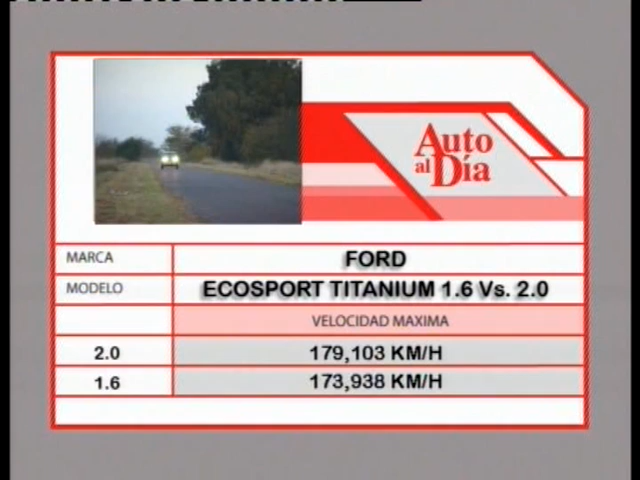 Auto
al Día
MARCA FORD
MODELO ECOSPORT TITANIUM 1.6 Vs. 2.0
VELOCIDAD MAXIMA
2.0 179,103 KM/H
1.6 173,938 KM/H